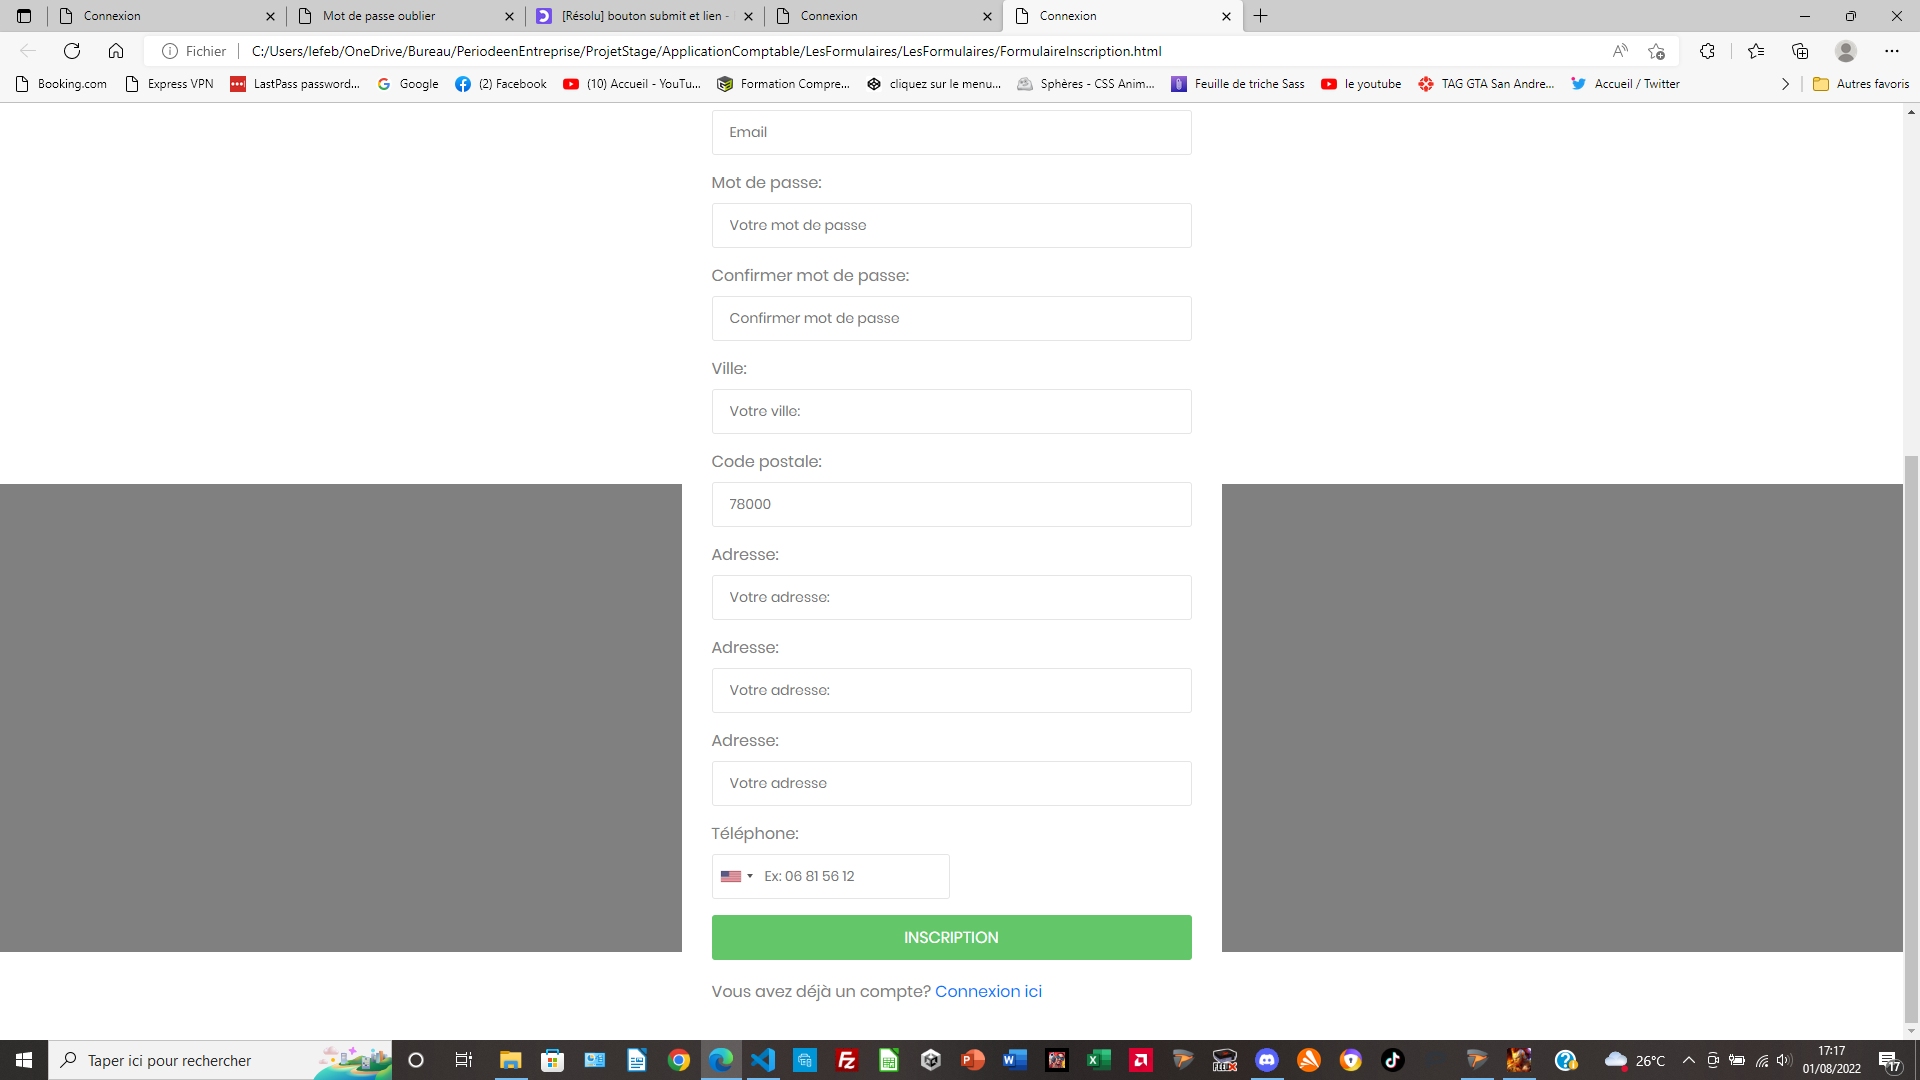 Connexion
Mot de passe oublier
[Résolu] bouton submit et lien -
Connexion
Connexion
Fichier
C:/Users/lefeb/OneDrive/Bureau/PeriodeenEntreprise/ProjetStage/ApplicationComptable/LesFormulaires/LesFormulaires/FormulaireInscription.html
Booking.com
Express VPN
LastPass password...
Google
(2) Facebook
(10) Accueil - YouTu...
Formation Compre...
cliquez sur le menu...
Sphères - CSS Anim...
Feuille de triche Sass
le youtube
TAG GTA San Andre...
Accueil / Twitter
Autres favoris
Email
Mot de passe:
Votre mot de passe
Confirmer mot de passe:
Confirmer mot de passe
Ville:
Votre ville:
Code postale:
78000
Adresse:
Votre adresse:
Adresse:
Votre adresse:
Adresse:
Votre adresse
Téléphone:
Ex: 06 81 56 12
INSCRIPTION
Vous avez déjà un compte? Connexion ici
Taper ici pour rechercher
26°C
17:17
01/08/2022
17